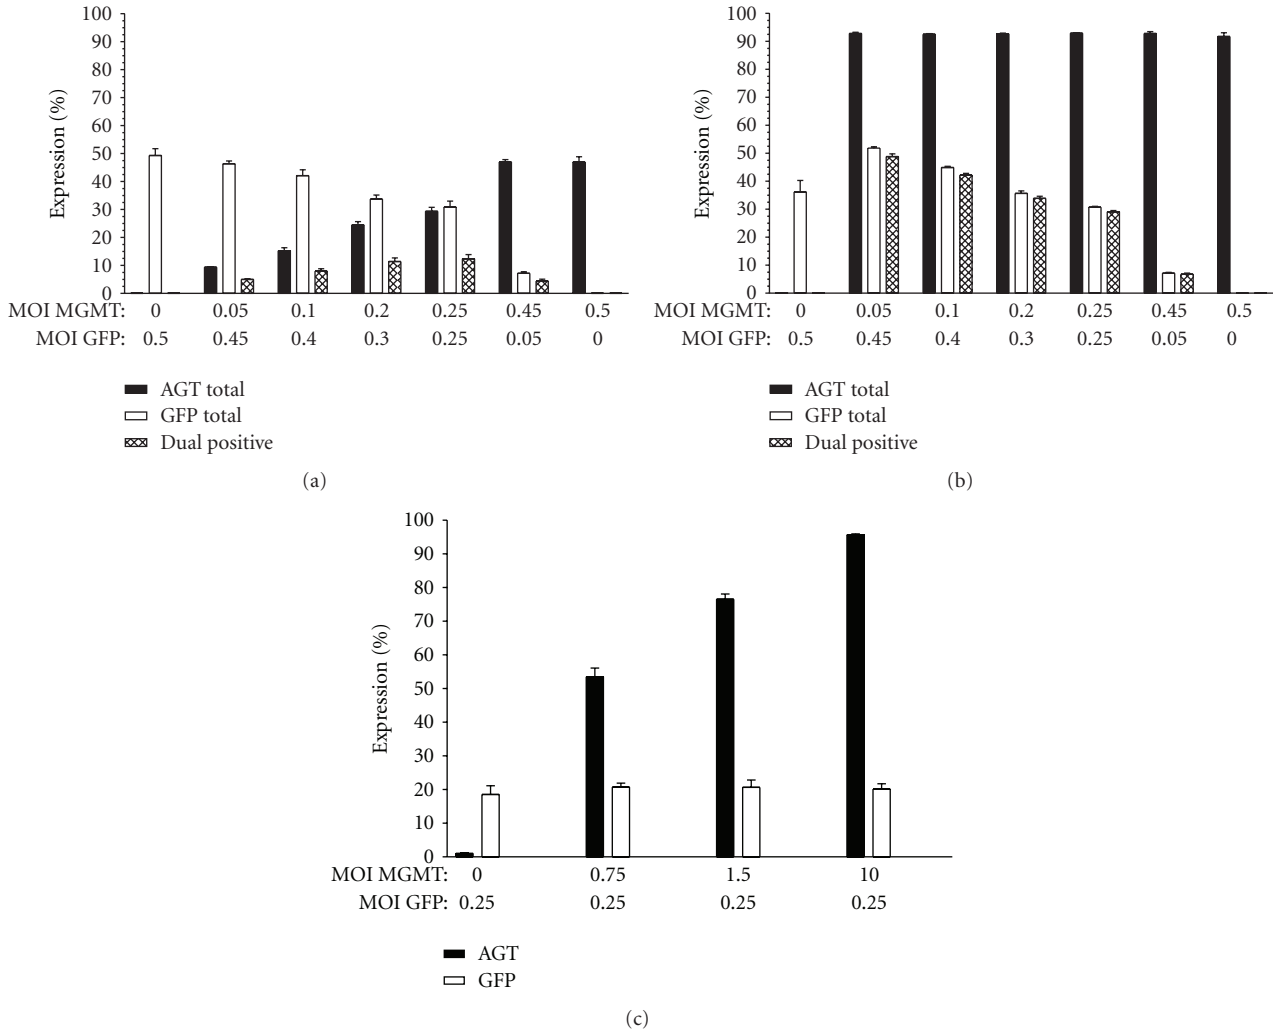 100
90
80
70
60
50
40
30
20
10
0
Expression (%)
MOI MGMT: 0 0.05 0.1 0.2 0.25 0.45 0.5
MOI GFP: 0.5 0.45 0.4 0.3 0.25 0.05 0
AGT total
GFP total
Dual positive
(a)
100
90
80
70
60
50
40
30
20
10
0
Expression (%)
MOI MGMT: 0 0.05 0.1 0.2 0.25 0.45 0.5
MOI GFP: 0.5 0.45 0.4 0.3 0.25 0.05 0
AGT total
GFP total
Dual positive
(b)
100
90
80
70
60
50
40
30
20
10
0
Expression (%)
MOI MGMT: 0 0.75 1.5 10
MOI GFP: 0.25 0.25 0.25 0.25
AGT
GFP
(c)